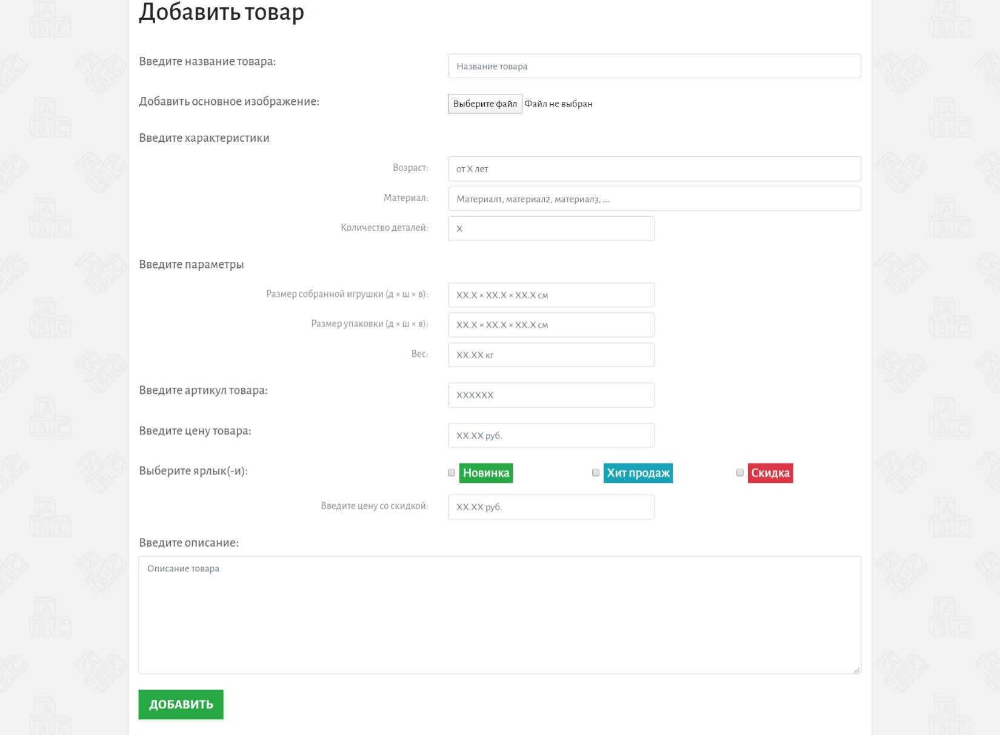 Добавить товар
Введите название товара:
Название товара
Добавить основное изображение:
Выберите файл Файл не выбран
Введите характеристики
Возраст:
от X лет
Материал:
Материал1, материал2, материал3, ...
Количество деталей:
X
Введите параметры
Размер собранной игрушки (д × ш × в):
XX.X × XX.X × XX.X см
Размер упаковки (д × ш × в):
XX.X × XX.X × XX.X см
Вес:
XX.XX кг
Введите артикул товара:
XXXXXX
Введите цену товара:
XX.XX руб.
Выберите ярлык(-и):
Новинка
Хит продаж
Скидка
Введите цену со скидкой:
XX.XX руб.
Введите описание:
Описание товара
ДОБАВИТЬ